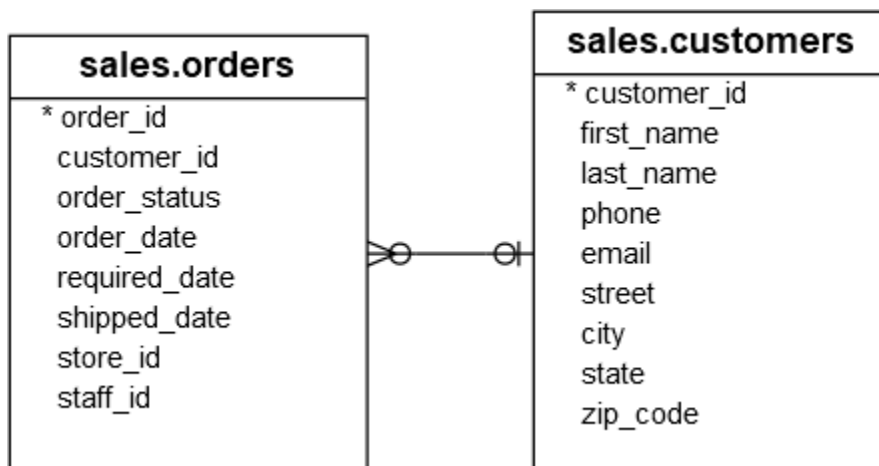 sales.orders
* order_id
customer_id
order_status
order_date
required_date
shipped_date
store_id
staff_id
sales.customers
* customer_id
first_name
last_name
phone
email
street
city
state
zip_code